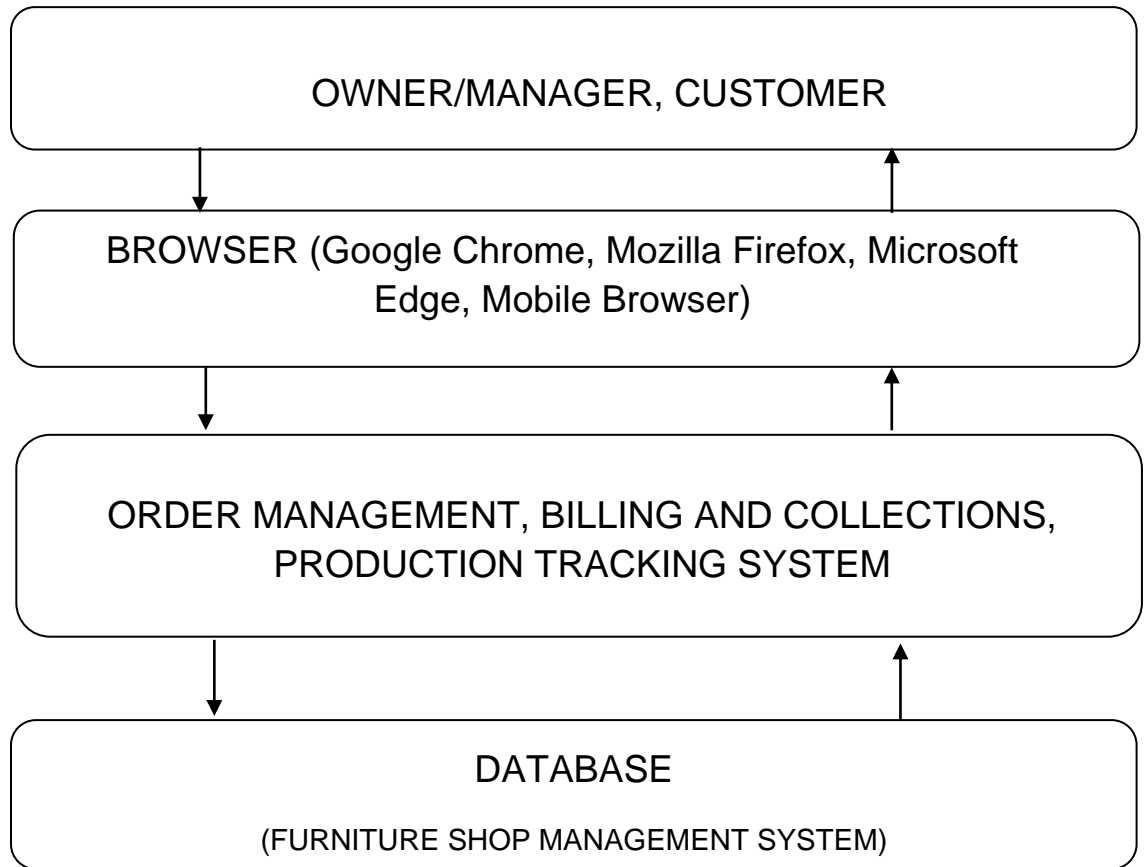 OWNER/MANAGER, CUSTOMER
BROWSER (Google Chrome, Mozilla Firefox, Microsoft
Edge, Mobile Browser)
ORDER MANAGEMENT, BILLING AND COLLECTIONS,
PRODUCTION TRACKING SYSTEM
DATABASE
(FURNITURE SHOP MANAGEMENT SYSTEM)